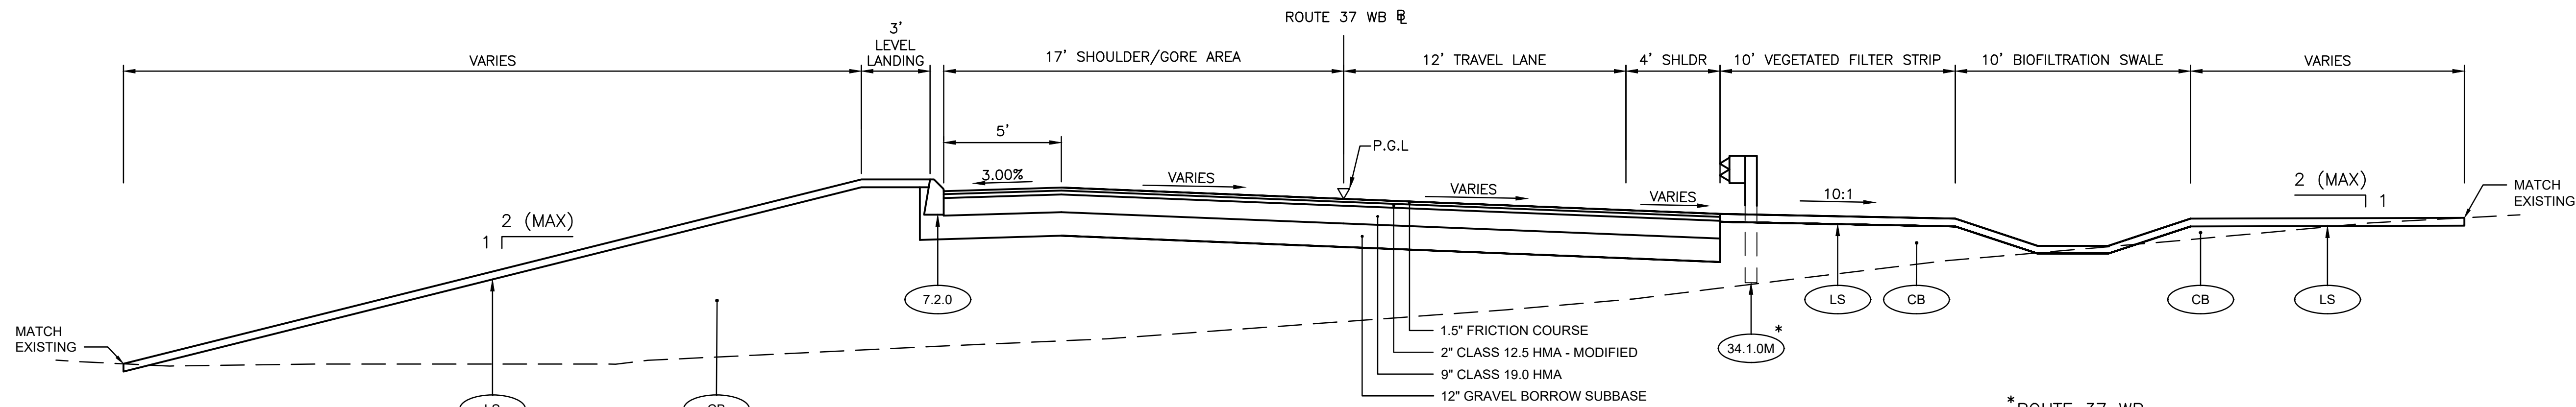 ROUTE 37 WB ℄
3'
LEVEL
LANDING
VARIES
17' SHOULDER/GORE AREA
12' TRAVEL LANE
4' SHLDR
10' VEGETATED FILTER STRIP
10' BIOFILTRATION SWALE
VARIES
5'
P.G.L
3.00%
VARIES
VARIES
VARIES
10:1
2 (MAX)
1
MATCH
EXISTING
2 (MAX)
1
7.2.0
LS
CB
CB
LS
MATCH
EXISTING
1.5" FRICTION COURSE
2" CLASS 12.5 HMA - MODIFIED
9" CLASS 19.0 HMA
12" GRAVEL BORROW SUBBASE
*
34.1.0M
*ROUTE 37 WB